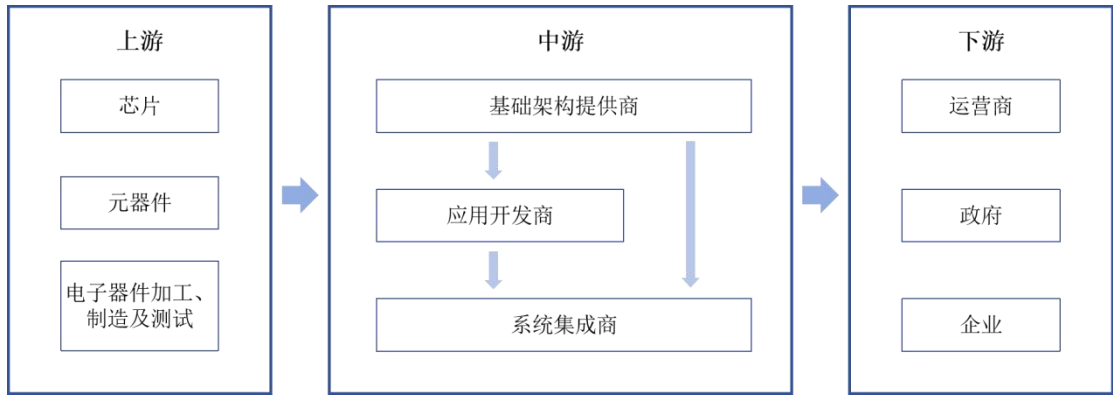 上游
芯片
元器件
电子器件加工、
制造及测试
中游
基础架构提供商
应用开发商
系统集成商
下游
运营商
政府
企业